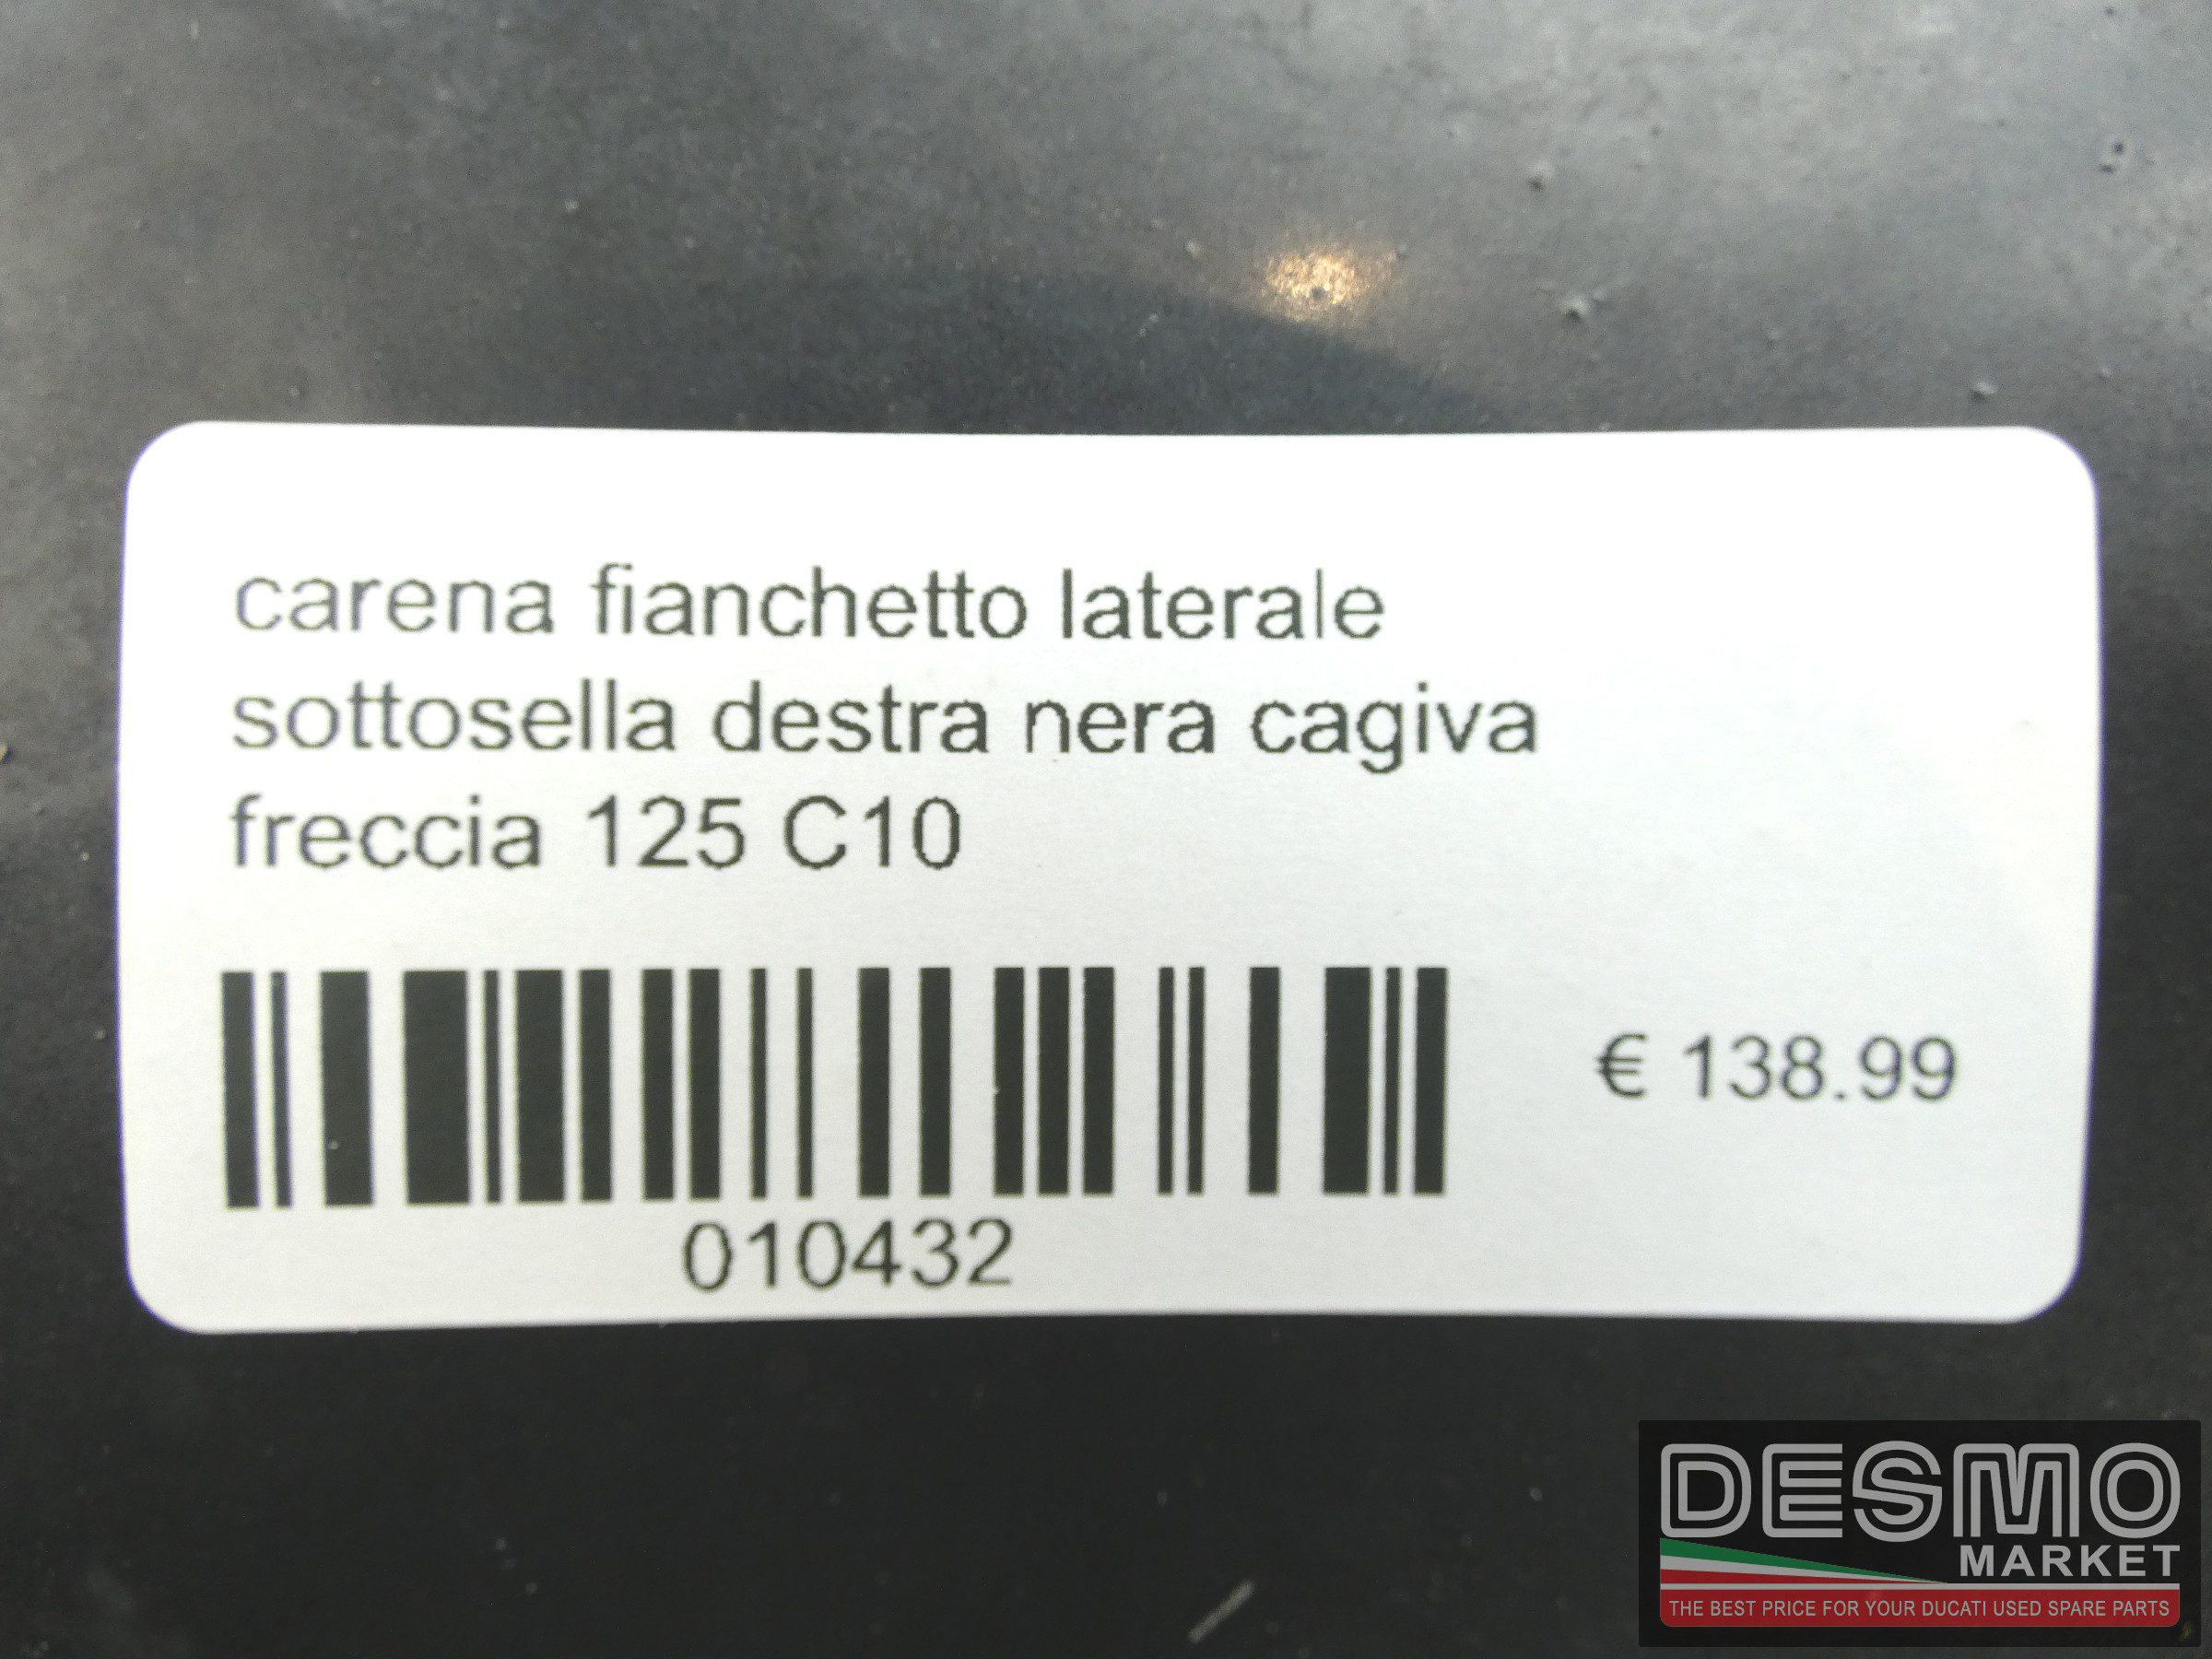 carena fianchetto laterale
sottosella destra nera cagiva
freccia 125 C10
€ 138.99
010432
DESMO
MARKET
THE BEST PRICE FOR YOUR DUCATI USED SPARE PARTS